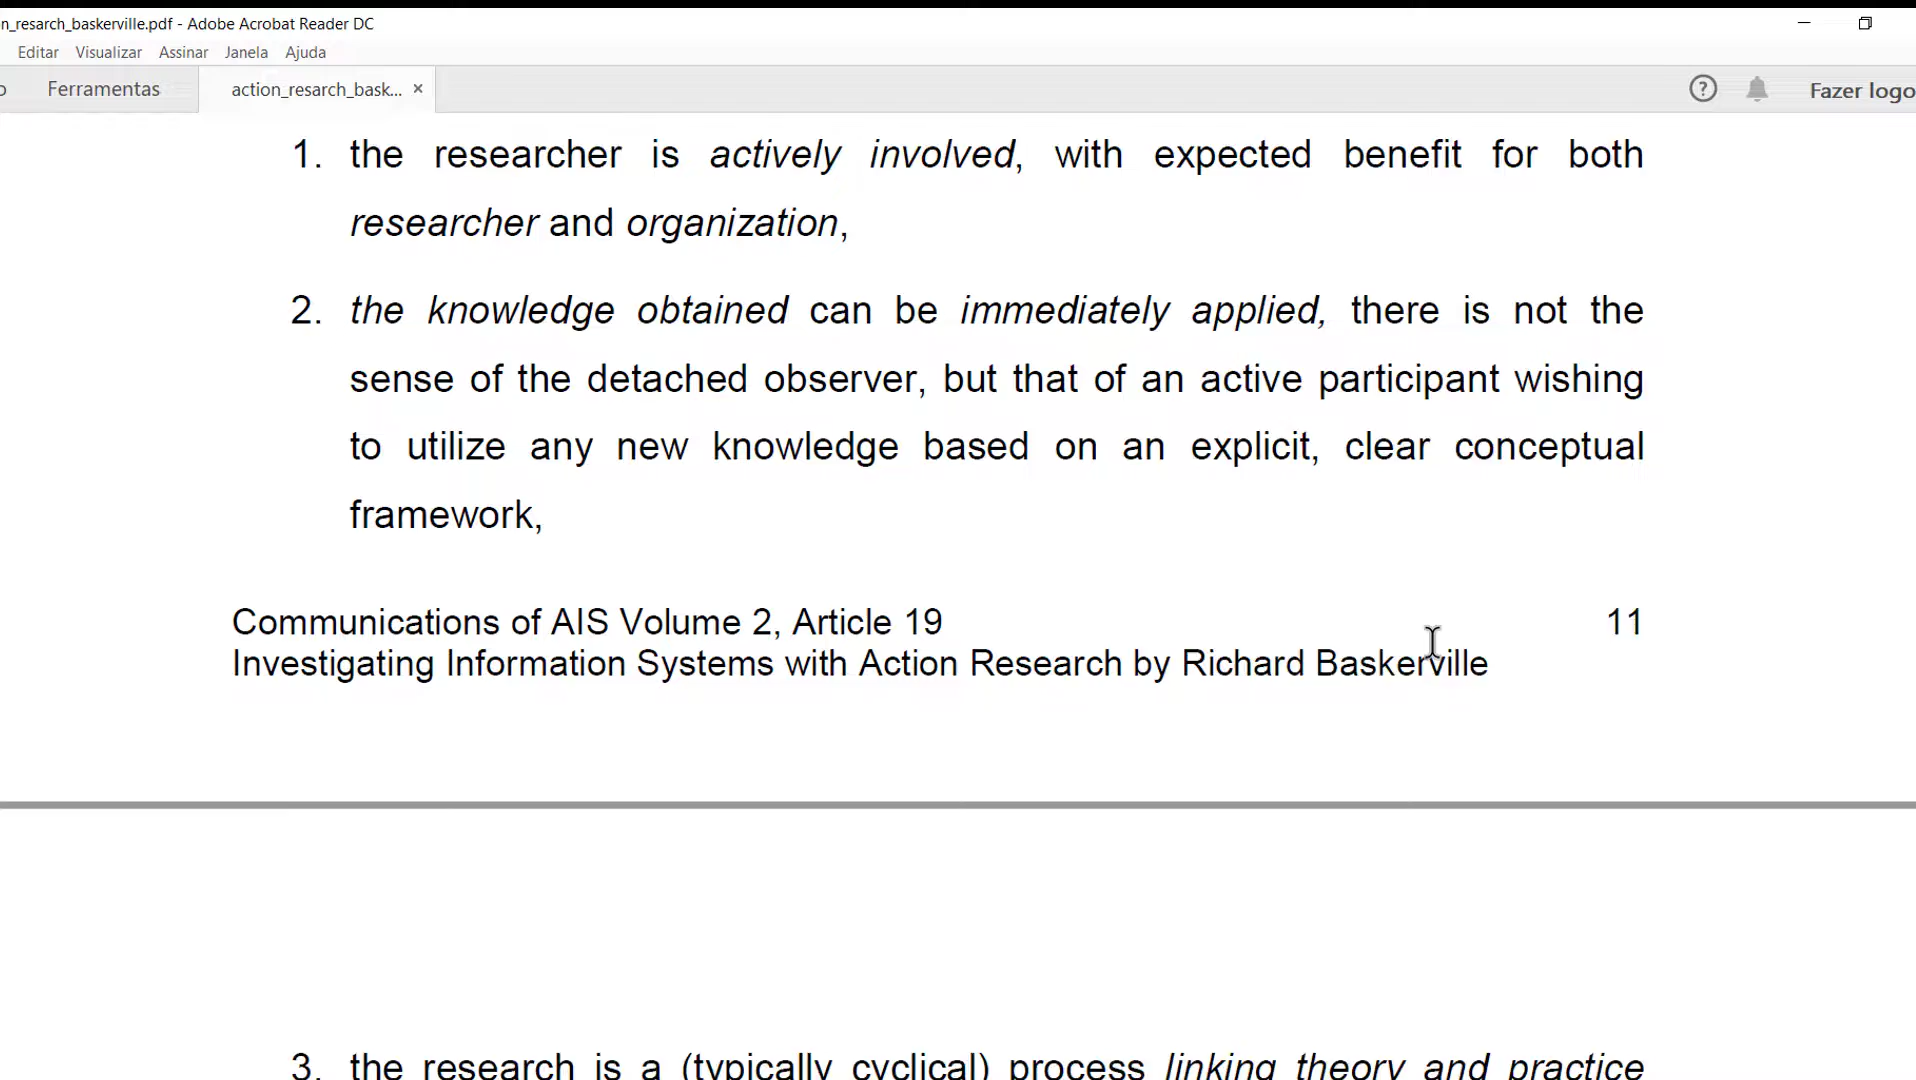 n_resarch_baskerville.pdf - Adobe Acrobat Reader DC
Editar Visualizar Assinar Janela Ajuda
Ferramentas action_resarch_bask... × Fazer logo
1. the researcher is actively involved, with expected benefit for both
researcher and organization,
2. the knowledge obtained can be immediately applied, there is not the
sense of the detached observer, but that of an active participant wishing
to utilize any new knowledge based on an explicit, clear conceptual
framework,
Communications of AIS Volume 2, Article 19 11
Investigating Information Systems with Action Research by Richard Baskerville
3. the research is a (typically cyclical) process linking theory and practice